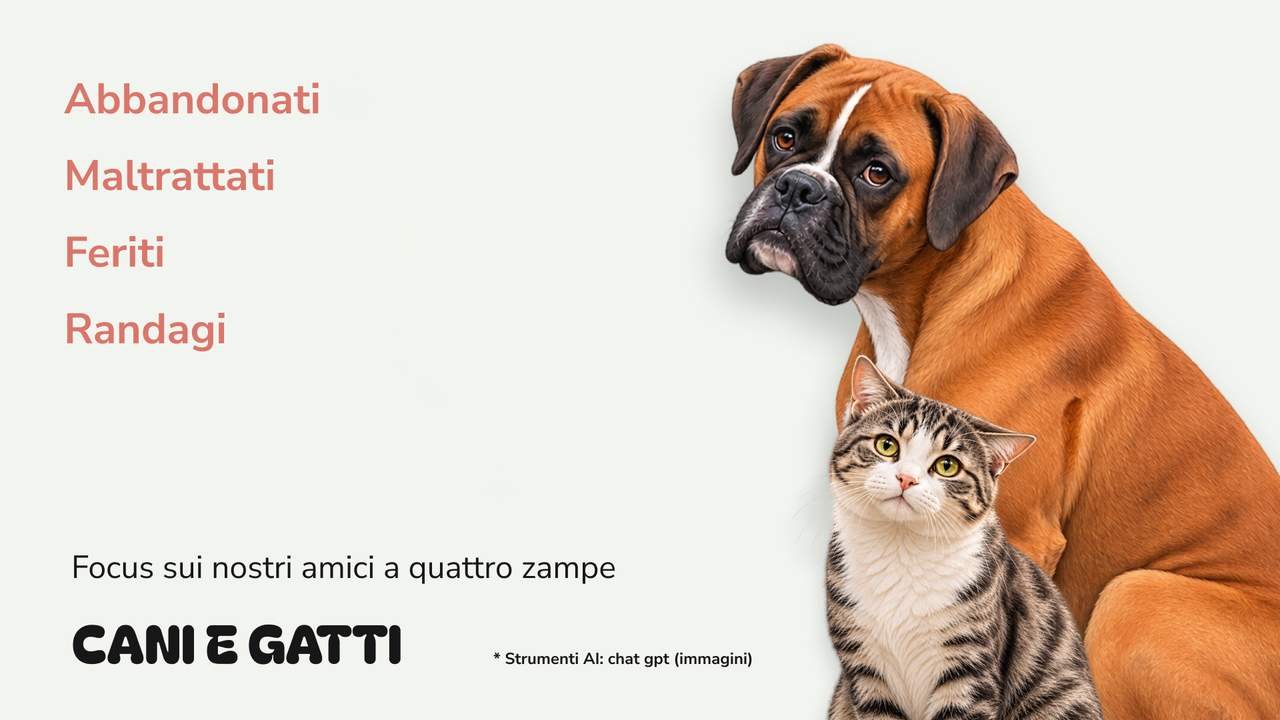 Abbandonati
Maltrattati
Feriti
Randagi
Focus sui nostri amici a quattro zampe
CANI E GATTI
* Strumenti AI: chat gpt (immagini)